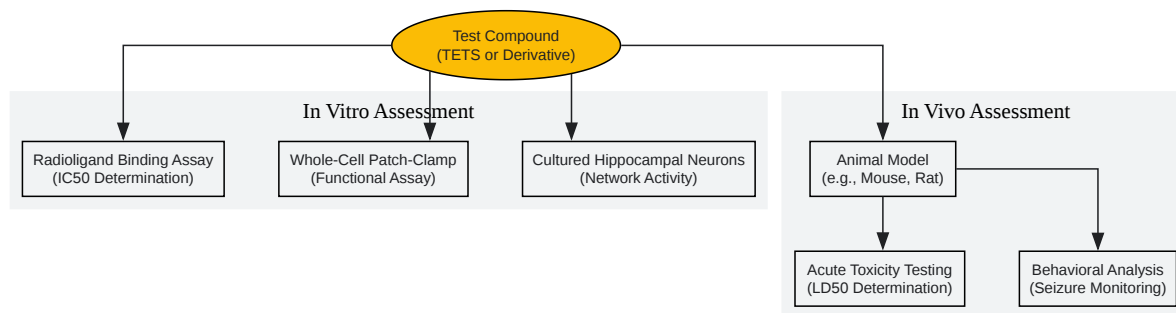 Test Compound
(TETS or Derivative)
In Vitro Assessment
In Vivo Assessment
Radioligand Binding Assay
(IC50 Determination)
Whole-Cell Patch-Clamp
(Functional Assay)
Cultured Hippocampal Neurons
(Network Activity)
Animal Model
(e.g., Mouse, Rat)
Acute Toxicity Testing
(LD50 Determination)
Behavioral Analysis
(Seizure Monitoring)